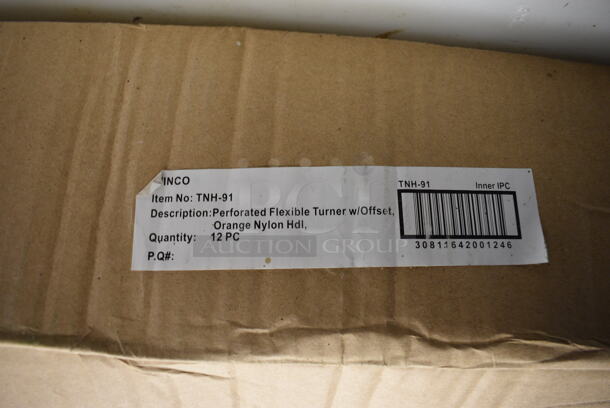 INCO
Item No: TNH-91
Description:Perforated Flexible Turner w/Offset,
Orange Nylon Hdl,
Quantity: 12 PC
P.Q#:
TNH-91 Inner IPC
30811642001246
PCI
AUCTION GROUP